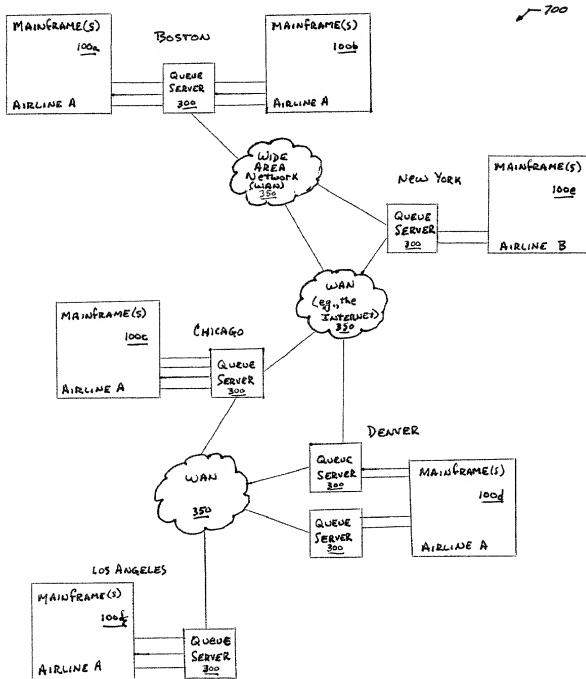 700
MAINFRAME(S)
100a
AIRLINE A
BOSTON
QUEUE
SERVER
300
MAINFRAME(S)
100b
AIRLINE A
WIDE
AREA
NETWORK
(WAN)
350
NEW YORK
QUEUE
SERVER
300
MAINFRAME(S)
100e
AIRLINE B
WAN
(eg., the
INTERNET)
350
MAINFRAME(S)
100c
AIRLINE A
CHICAGO
QUEUE
SERVER
300
DENVER
QUEUE
SERVER
300
QUEUE
SERVER
300
MAINFRAME(S)
100d
AIRLINE A
WAN
350
LOS ANGELES
MAINFRAME(S)
AIRLINE A
QUEUE
SERVER
300